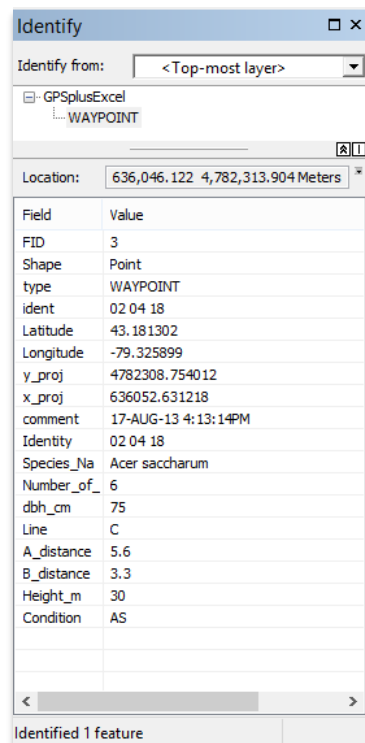 Identify
Identify from: <Top-most layer>
GPSplusExcel
WAYPOINT
Location: 636,046.122 4,782,313.904 Meters
Field Value
FID 3
Shape Point
type WAYPOINT
ident 02 04 18
Latitude 43.181302
Longitude -79.325899
y_proj 4782308.754012
x_proj 636052.631218
comment 17-AUG-13 4:13:14PM
Identity 02 04 18
Species_Na Acer saccharum
Number_of_ 6
dbh_cm 75
Line C
A_distance 5.6
B_distance 3.3
Height_m 30
Condition AS
Identified 1 feature